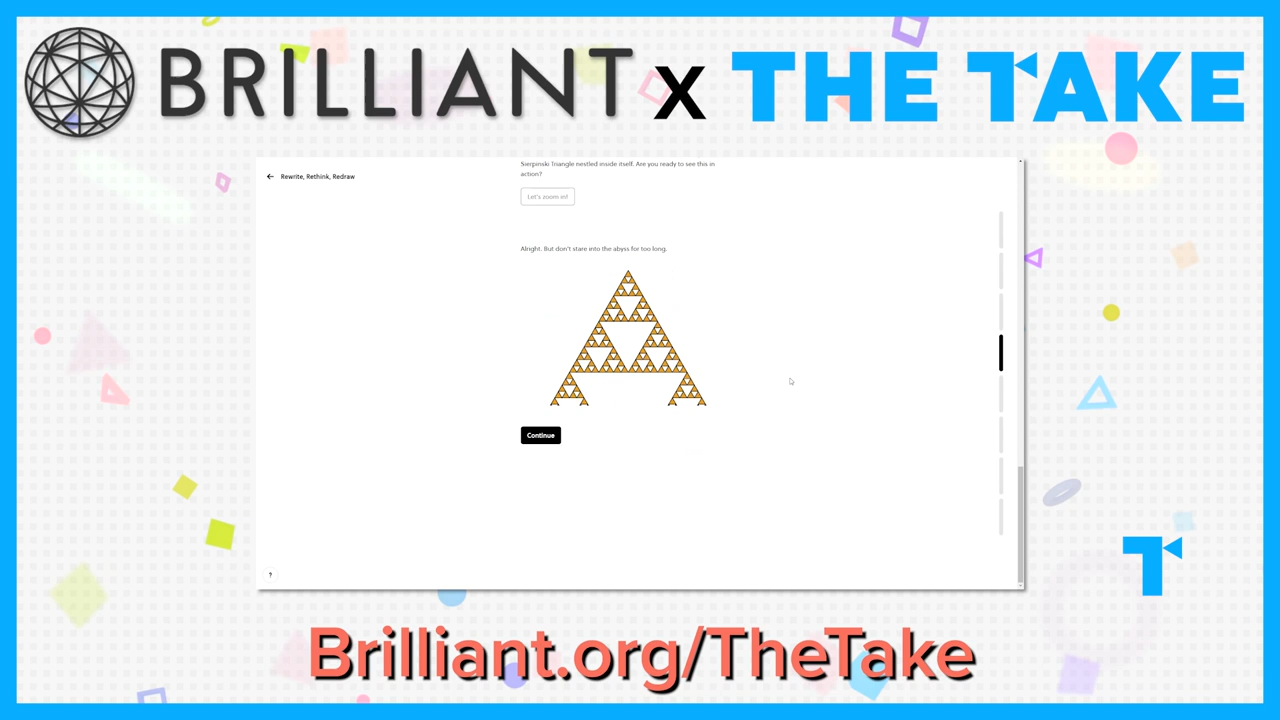 BRILLIANT x THE TAKE
Sierpinski Triangle nestled inside itself. Are you ready to see this in
action?
Rewrite, Rethink, Redraw
Let's zoom in!
Alright. But don't stare into the abyss for too long.
Continue
?
T
Brilliant.org/TheTake